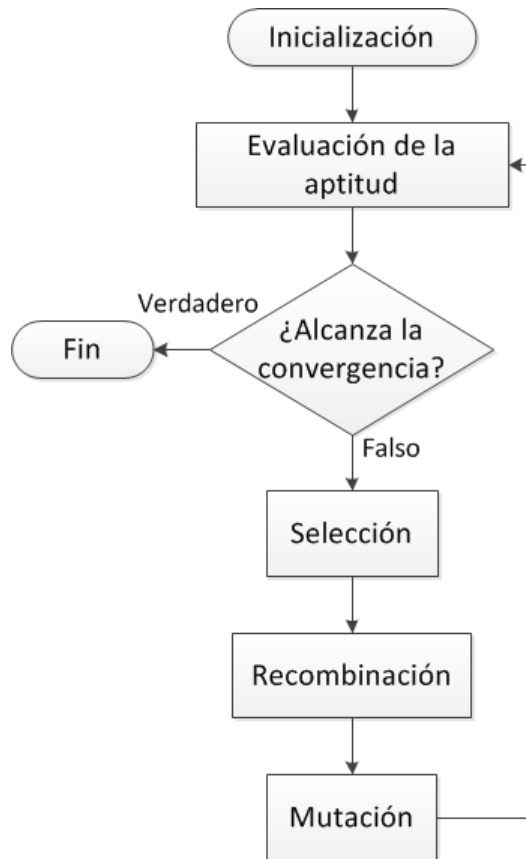 Inicialización
Evaluación de la
aptitud
Verdadero
¿Alcanza la
convergencia?
Fin
Falso
Selección
Recombinación
Mutación